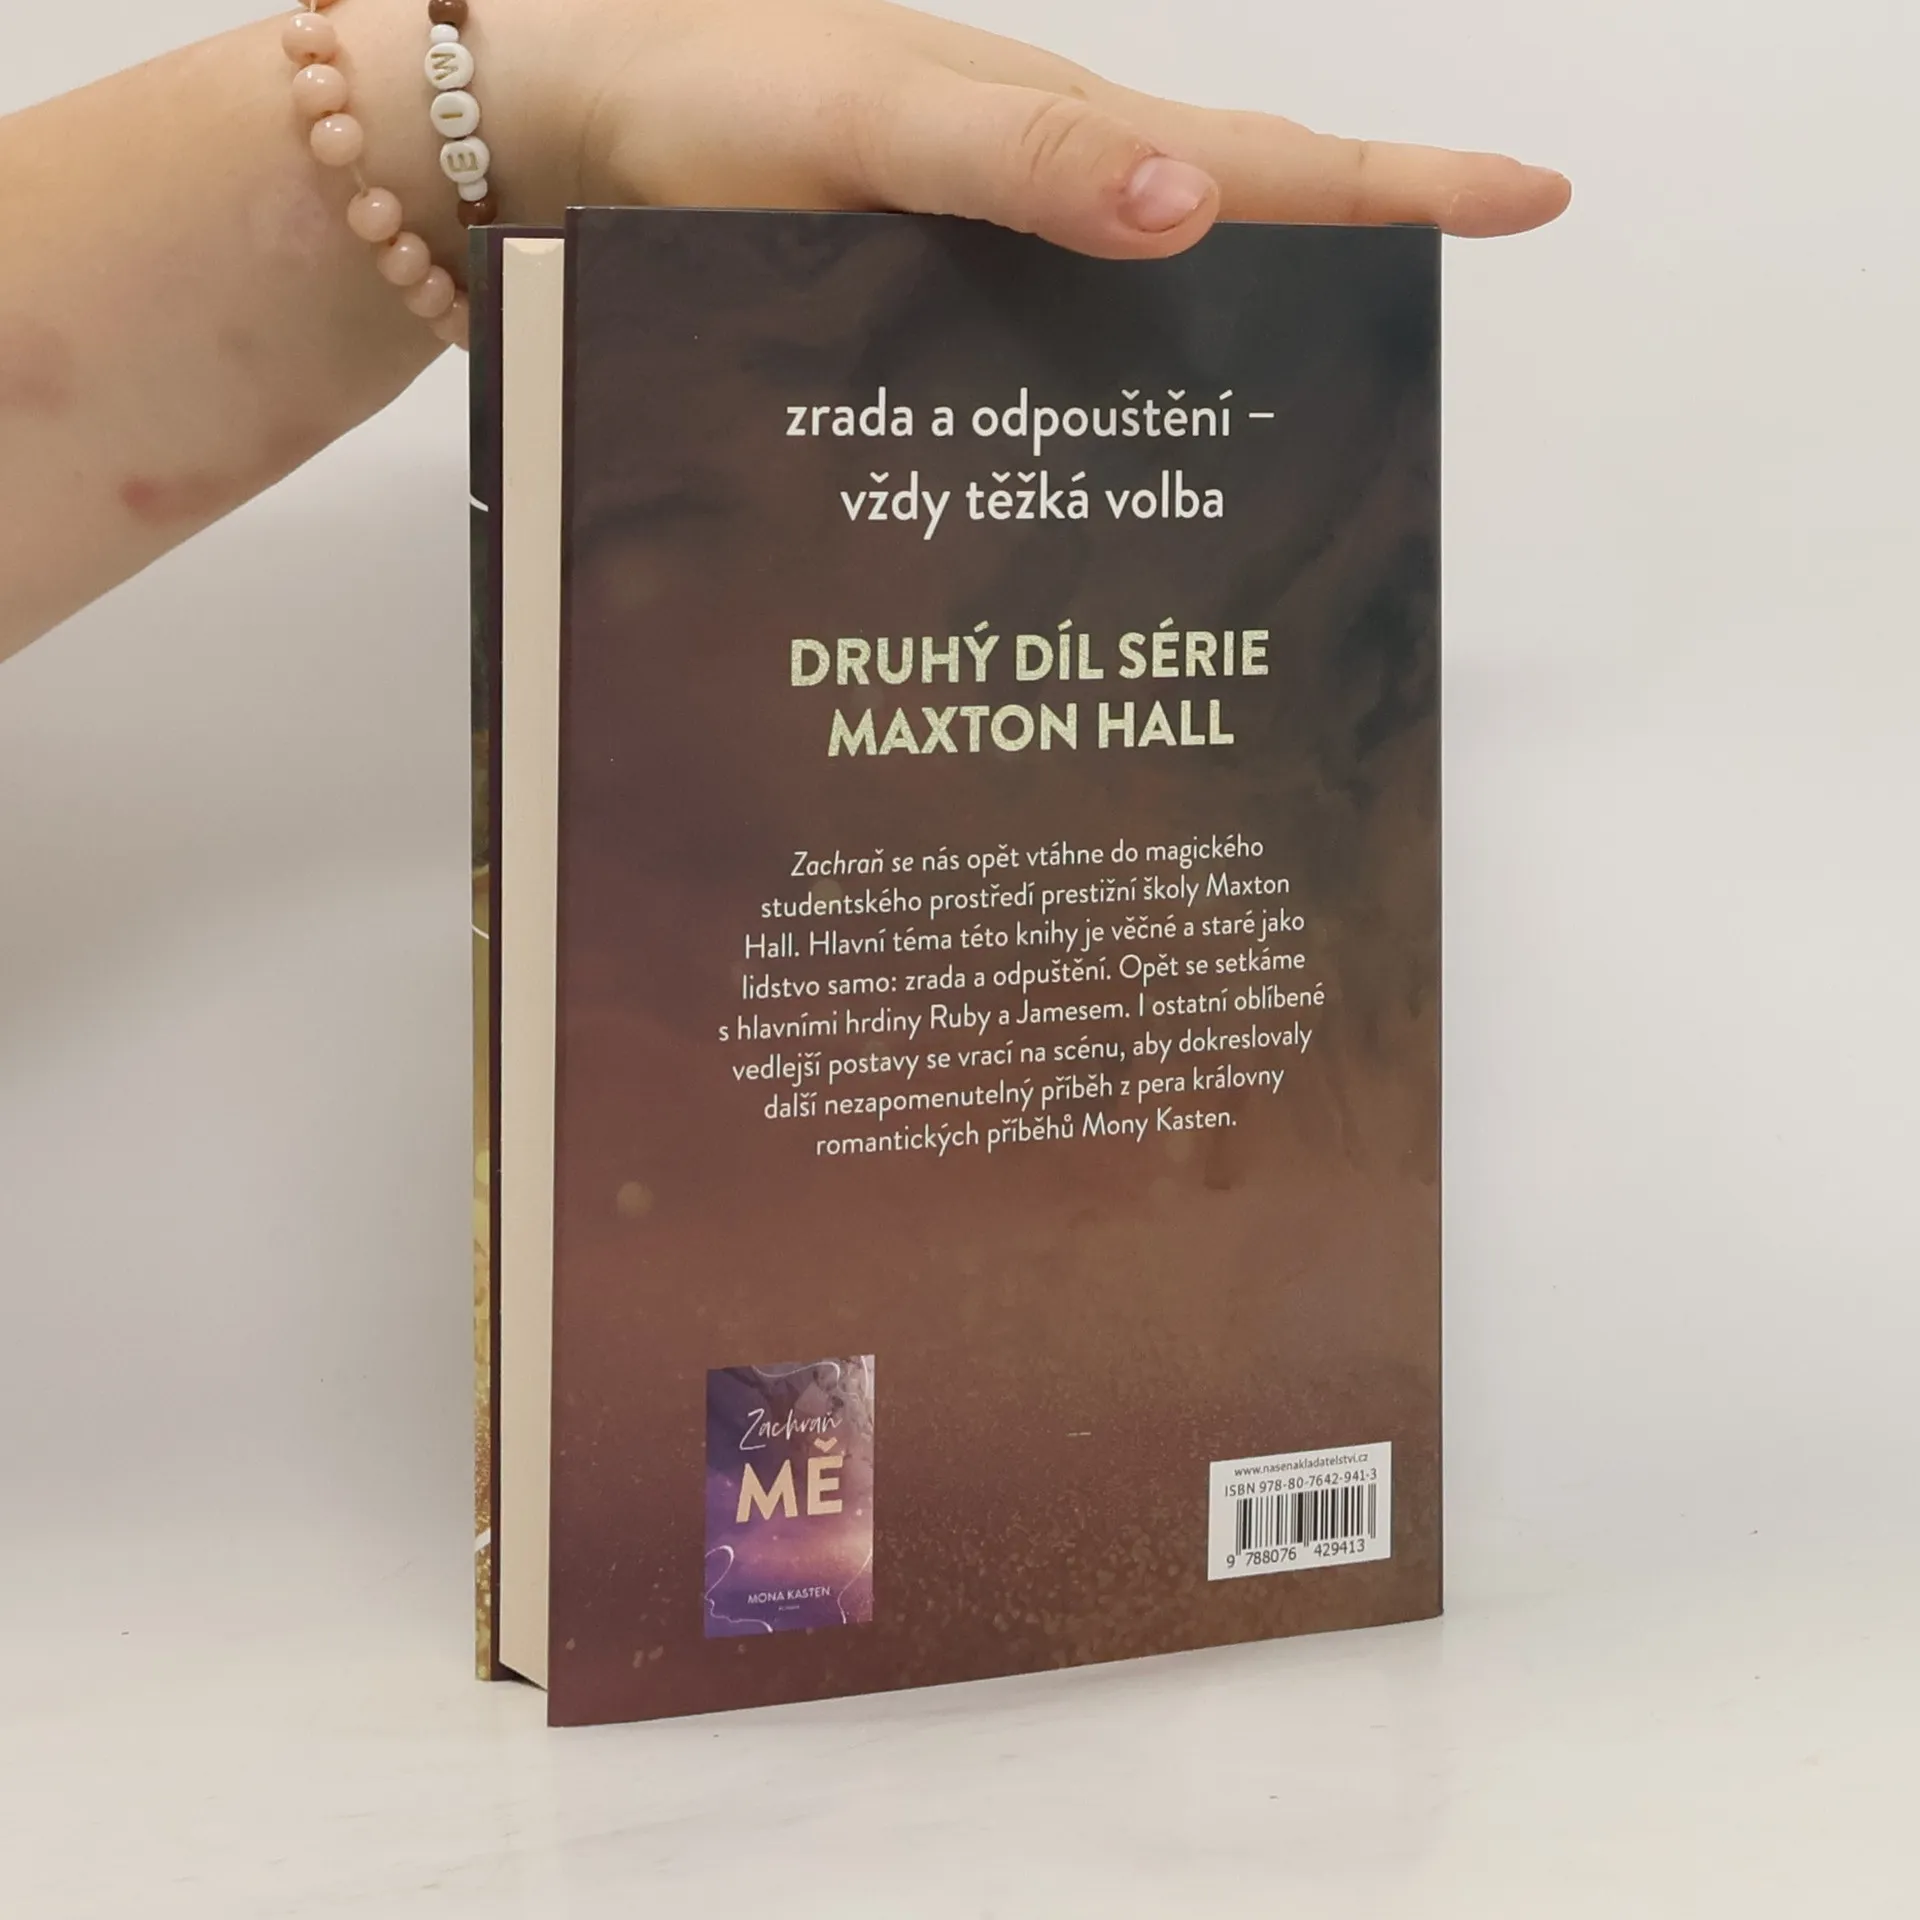 MIE
zrada a odpouštění –
vždy těžká volba
DRUHÝ DÍL SÉRIE
MAXTON HALL
Zachraň se nás opět vtáhne do magického
studentského prostředí prestižní školy Maxton
Hall. Hlavní téma této knihy je věčné a staré jako
lidstvo samo: zrada a odpuštění. Opět se setkáme
s hlavními hrdiny Ruby a Jamesem. I ostatní oblíbené
vedlejší postavy se vrací na scénu, aby dokreslovaly
další nezapomenutelný příběh z pera královny
romantických příběhů Mony Kasten.
Zachraň
MĚ
MONA KASTEN
www.nasenakladatelstvi.cz
ISBN 978-80-7642-941-3
9 788076 429413